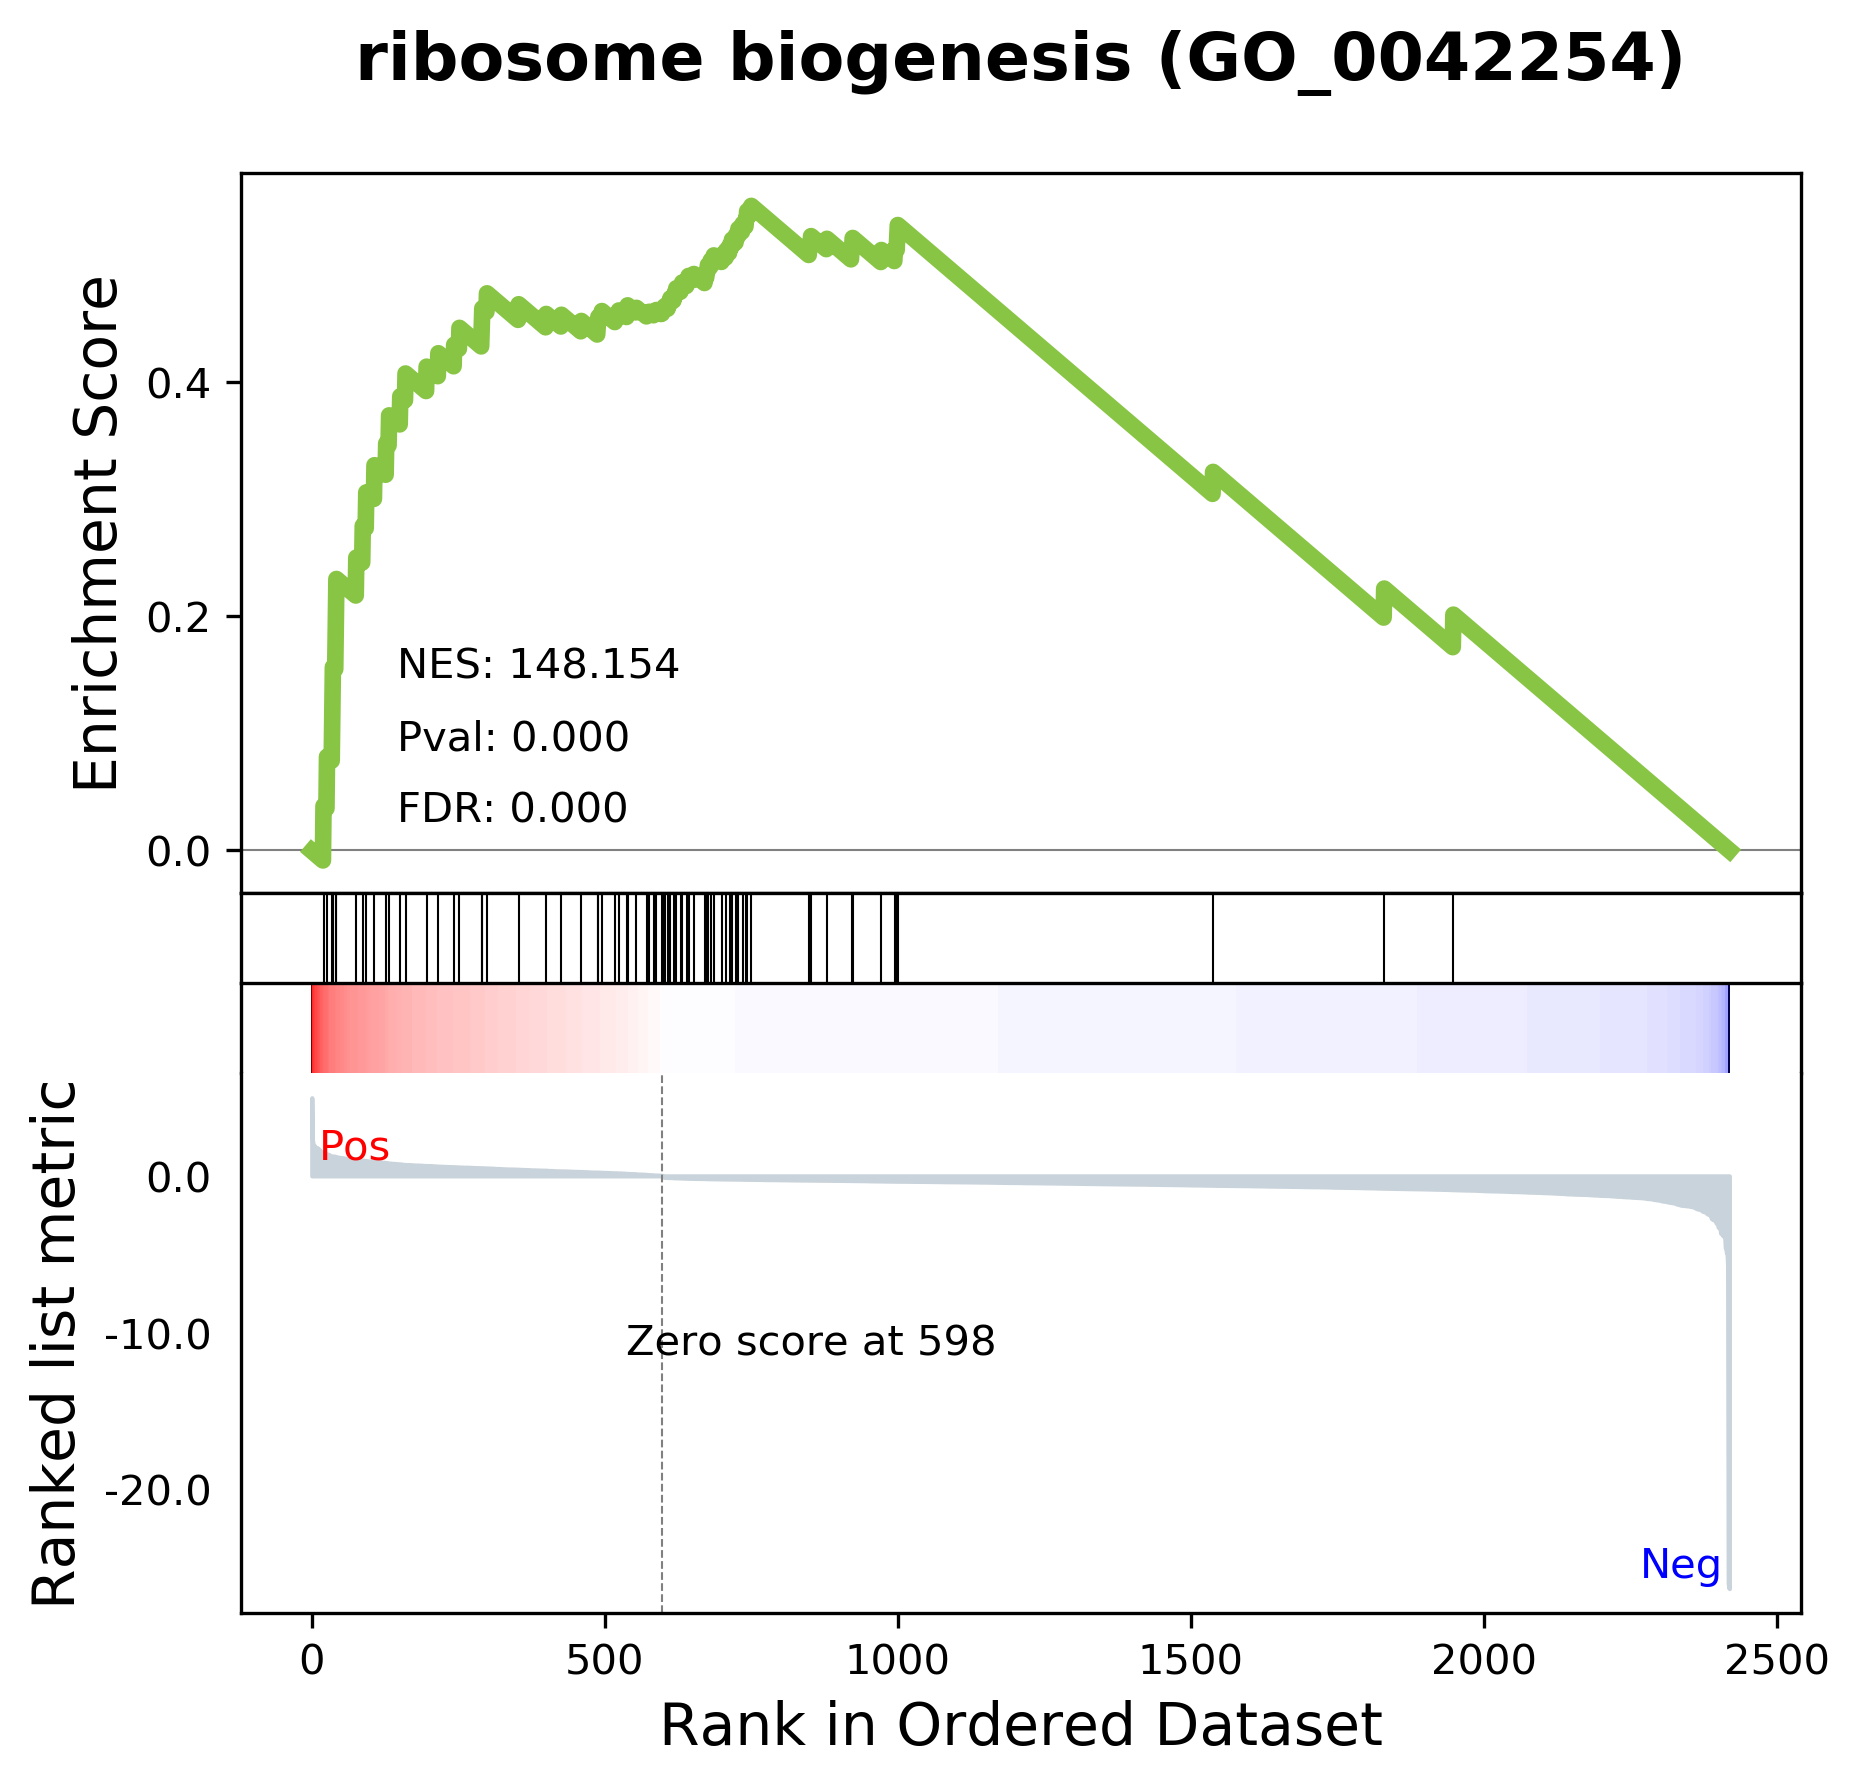 ribosome biogenesis (GO_0042254)
Enrichment Score
0.4
0.2
0.0
NES: 148.154
Pval: 0.000
FDR: 0.000
Ranked list metric
0.0
-10.0
-20.0
Pos
Zero score at 598
Neg
0 500 1000 1500 2000 2500
Rank in Ordered Dataset